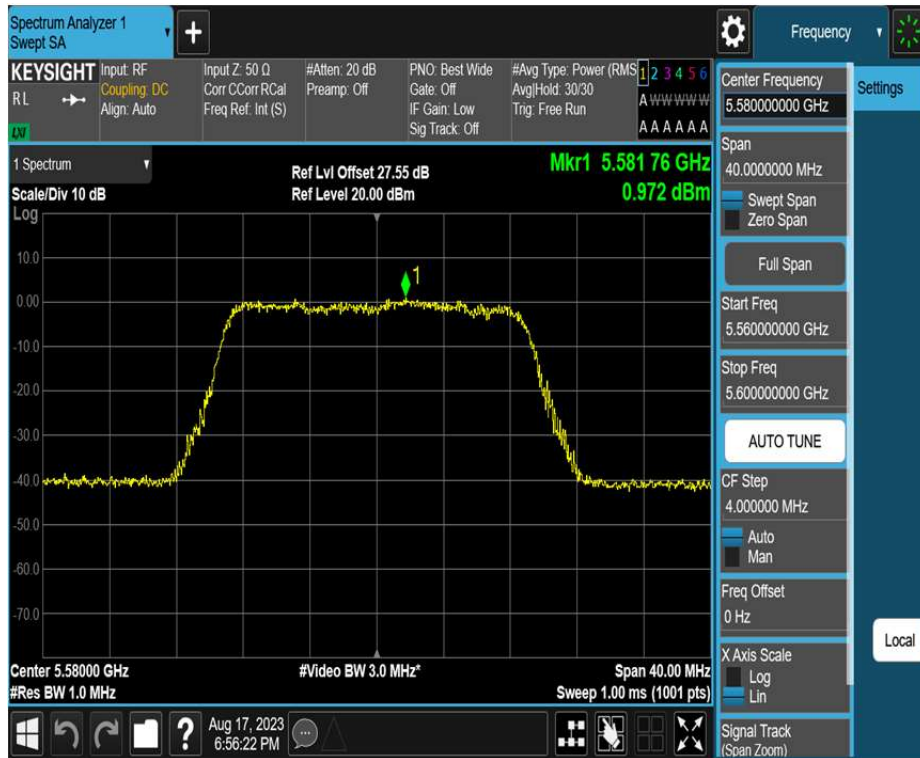 Spectrum Analyzer 1
Swept SA
Frequency
KEYSIGHT
R L
LXI
Input: RF
Coupling: DC
Align: Auto
Input Z: 50 Ω
Corr CCorr RCal
Freq Ref: Int (S)
#Atten: 20 dB
Preamp: Off
PNO: Best Wide
Gate: Off
IF Gain: Low
Sig Track: Off
#Avg Type: Power (RMS
Avg|Hold: 30/30
Trig: Free Run
1 2 3 4 5 6
A W W W W W
A A A A A A
1 Spectrum
Scale/Div 10 dB
Log
Ref Lvl Offset 27.55 dB
Ref Level 20.00 dBm
Mkr1 5.581 76 GHz
0.972 dBm
1
10.0
0.00
-10.0
-20.0
-30.0
-40.0
-50.0
-60.0
-70.0
Center 5.58000 GHz
#Res BW 1.0 MHz
#Video BW 3.0 MHz*
Span 40.00 MHz
Sweep 1.00 ms (1001 pts)
Aug 17, 2023
6:56:22 PM
?
Center Frequency
5.580000000 GHz
Span
40.0000000 MHz
Swept Span
Zero Span
Full Span
Start Freq
5.560000000 GHz
Stop Freq
5.600000000 GHz
AUTO TUNE
CF Step
4.000000 MHz
Auto
Man
Freq Offset
0 Hz
X Axis Scale
Log
Lin
Signal Track
(Span Zoom)
Settings
Local